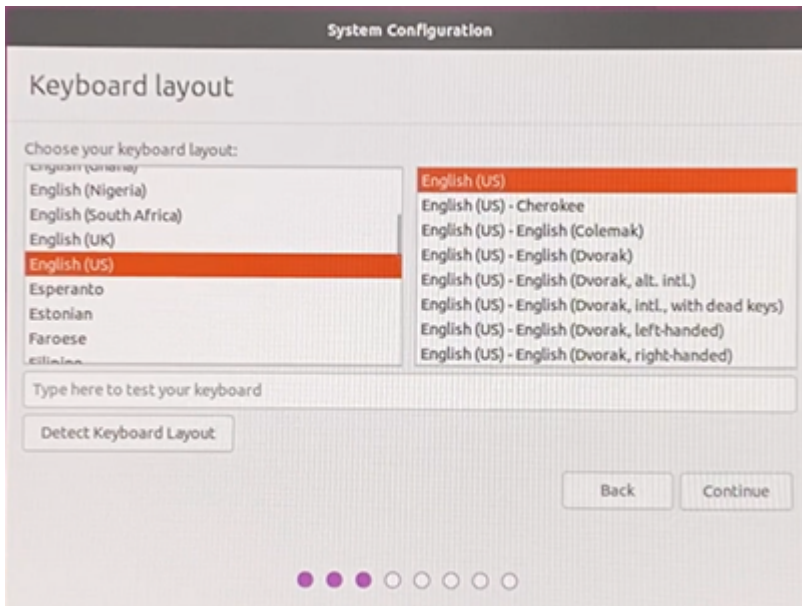 System Configuration
Keyboard layout
Choose your keyboard layout:
English (Ghana)
English (Nigeria)
English (South Africa)
English (UK)
English (US)
Esperanto
Estonian
Faroese
Filipino
English (US)
English (US) - Cherokee
English (US) - English (Colemak)
English (US) - English (Dvorak)
English (US) - English (Dvorak, alt. intl.)
English (US) - English (Dvorak, intl., with dead keys)
English (US) - English (Dvorak, left-handed)
English (US) - English (Dvorak, right-handed)
Type here to test your keyboard
Detect Keyboard Layout
Back
Continue